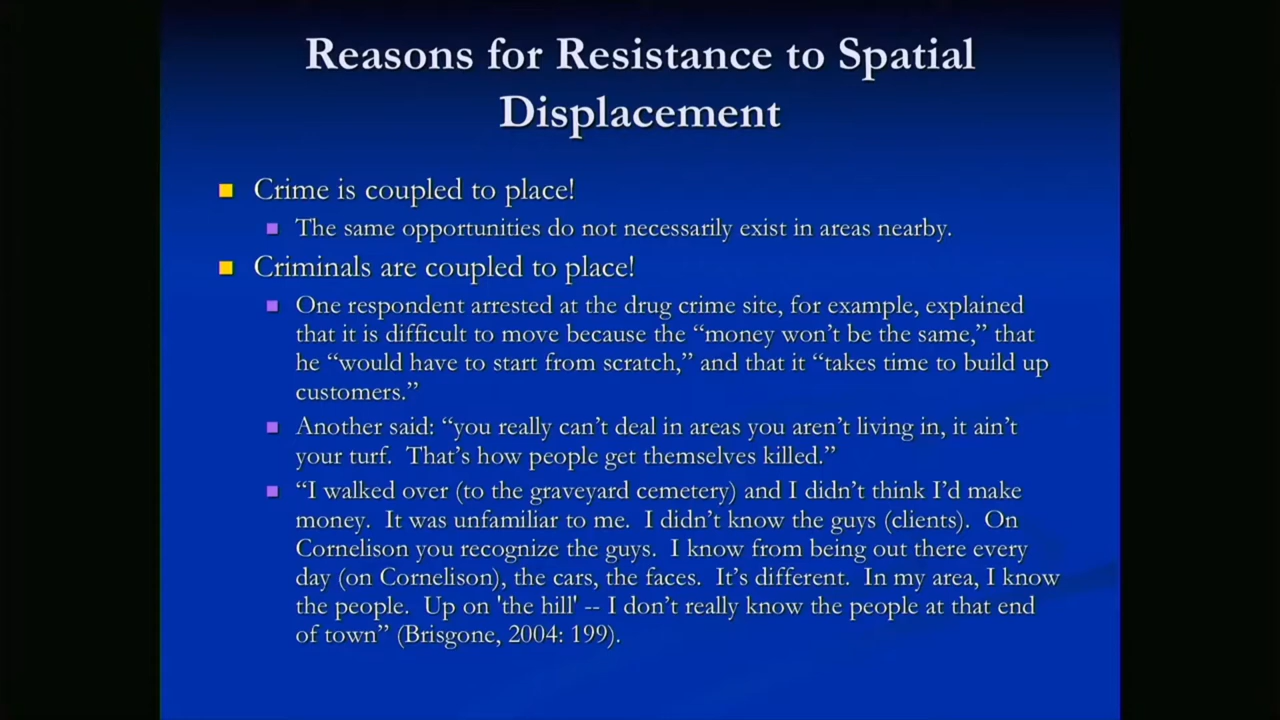 Reasons for Resistance to Spatial
Displacement
Crime is coupled to place!
The same opportunities do not necessarily exist in areas nearby.
Criminals are coupled to place!
One respondent arrested at the drug crime site, for example, explained
that it is difficult to move because the “money won’t be the same,” that
he “would have to start from scratch,” and that it “takes time to build up
customers.”
Another said: “you really can’t deal in areas you aren’t living in, it ain’t
your turf. That’s how people get themselves killed.”
“I walked over (to the graveyard cemetery) and I didn’t think I’d make
money. It was unfamiliar to me. I didn’t know the guys (clients). On
Cornelison you recognize the guys. I know from being out there every
day (on Cornelison), the cars, the faces. It’s different. In my area, I know
the people. Up on 'the hill' -- I don’t really know the people at that end
of town” (Brisgone, 2004: 199).